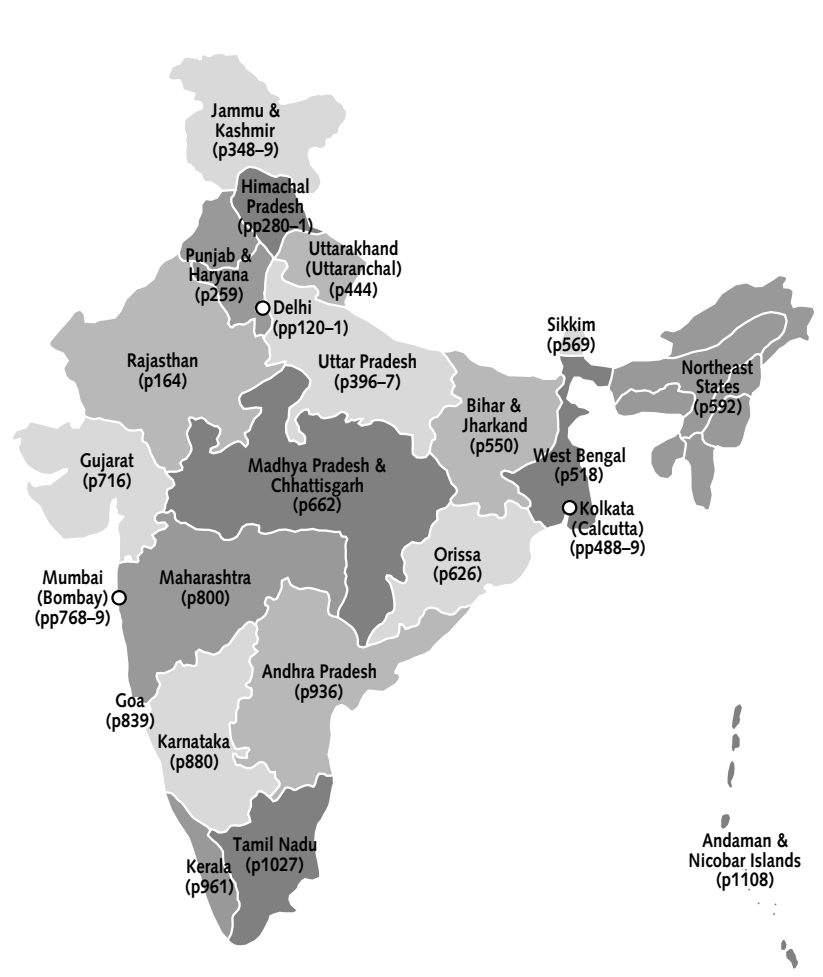 Jammu &
Kashmir
(p348–9)
Himachal
Pradesh
(pp280–1)
Punjab &
Haryana
(p259)
Uttarakhand
(Uttaranchal)
(p444)
Delhi
(pp120–1)
Sikkim
(p569)
Rajasthan
(p164)
Uttar Pradesh
(p396–7)
Northeast
States
(p592)
Bihar &
Jharkand
(p550)
Gujarat
(p716)
Madhya Pradesh &
Chhattisgarh
(p662)
West Bengal
(p518)
Kolkata
(Calcutta)
(pp488–9)
Orissa
(p626)
Mumbai
(Bombay)
(pp768–9)
Maharashtra
(p800)
Andhra Pradesh
(p936)
Goa
(p839)
Karnataka
(p880)
Tamil Nadu
(p1027)
Kerala
(p961)
Andaman &
Nicobar Islands
(p1108)